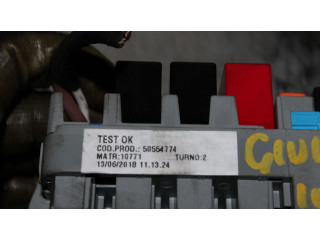 TEST OK
COD.PROD.: 50554774
MATR:10771 TURNO:2
13/06/2018 11.13.24